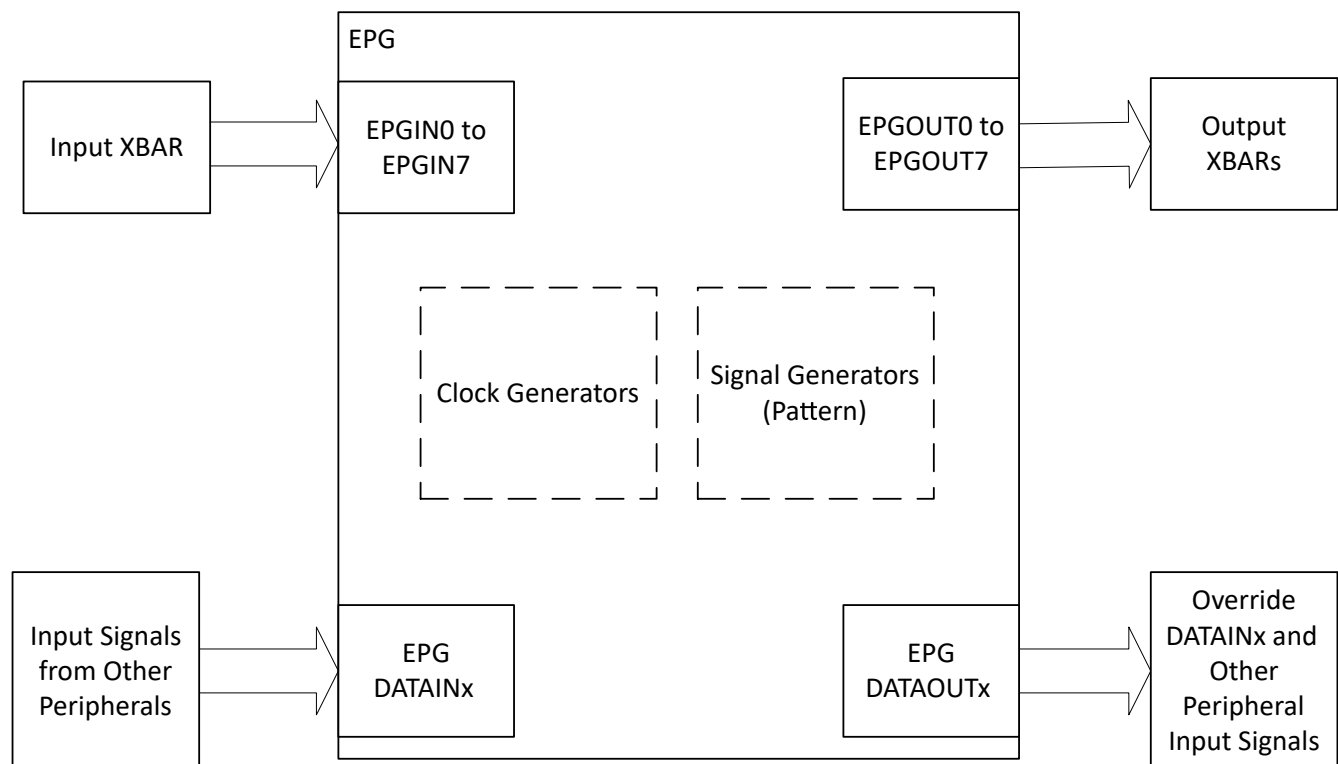 EPG
Input XBAR
EPGIN0 to
EPGIN7
EPGOUT0 to
EPGOUT7
Output
XBARs
Clock Generators
Signal Generators
(Pattern)
Input Signals
from Other
Peripherals
EPG
DATAINx
EPG
DATAOUTx
Override
DATAINx and
Other
Peripheral
Input Signals